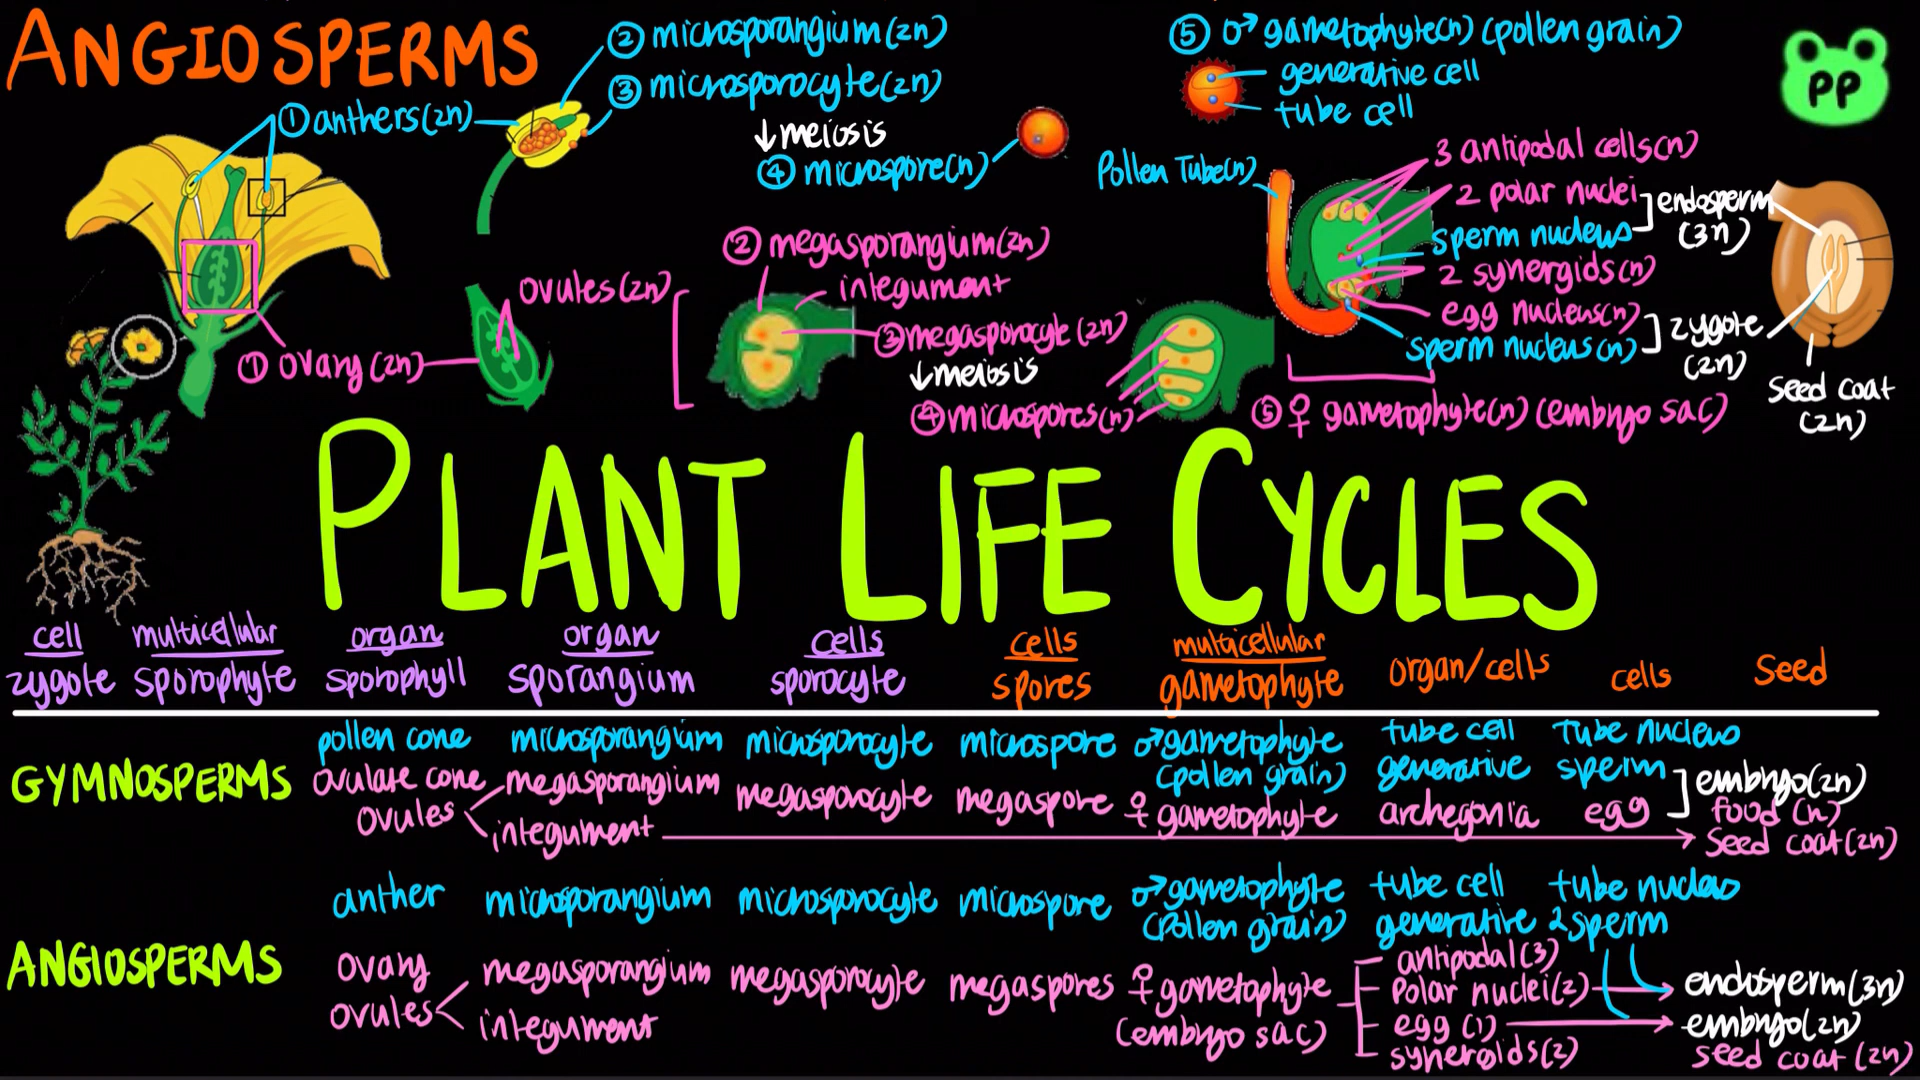 ANGIOSPERMS
① anthers(2n)
② microsporangium(2n)
③ microsporocyte(2n)
↓meiosis
④ microspore(n)
⑤ ♂ gametophyte(n) (pollen grain)
generative cell
tube cell
PP
Pollen Tube(n)
3 antipodal cells(n)
2 polar nuclei
sperm nucleus
endosperm
(3n)
2 synergids(n)
egg nucleus(n)
sperm nucleus(n)
zygote
(2n)
seed coat
(2n)
① ovary(2n)
ovules(2n)
② megasporangium(2n)
integument
③megasporocyte(2n)
↓meiosis
④microspores(n)
⑤♀ gametophyte(n) (embryo sac)
PLANT LIFE CYCLES
cell multicellular organ organ cells cells multicellular
zygote sporophyte sporophyll sporangium sporocyte spores gametophyte organ/cells cells Seed
GYMNOSPERMS
pollen cone microsporangium microsporocyte microspore ♂gametophyte tube cell tube nucleus
(pollen grain) generative sperm
ovulate cone megasporangium megasporocyte megaspore ♀ gametophyte archegonia egg embryo(2n)
ovules integument food (n)
seed coat(2n)
ANGIOSPERMS
anther microsporangium microsporocyte microspore ♂gametophyte tube cell tube nucleus
(Pollen grain) generative 2sperm
ovary megasporangium megasporocyte megaspores ♀gametophyte
ovules integument (embryo sac)
antipodal(3)
polar nuclei(2) endosperm(3n)
egg (1) embryo(2n)
synergids(2) seed coat (2n)